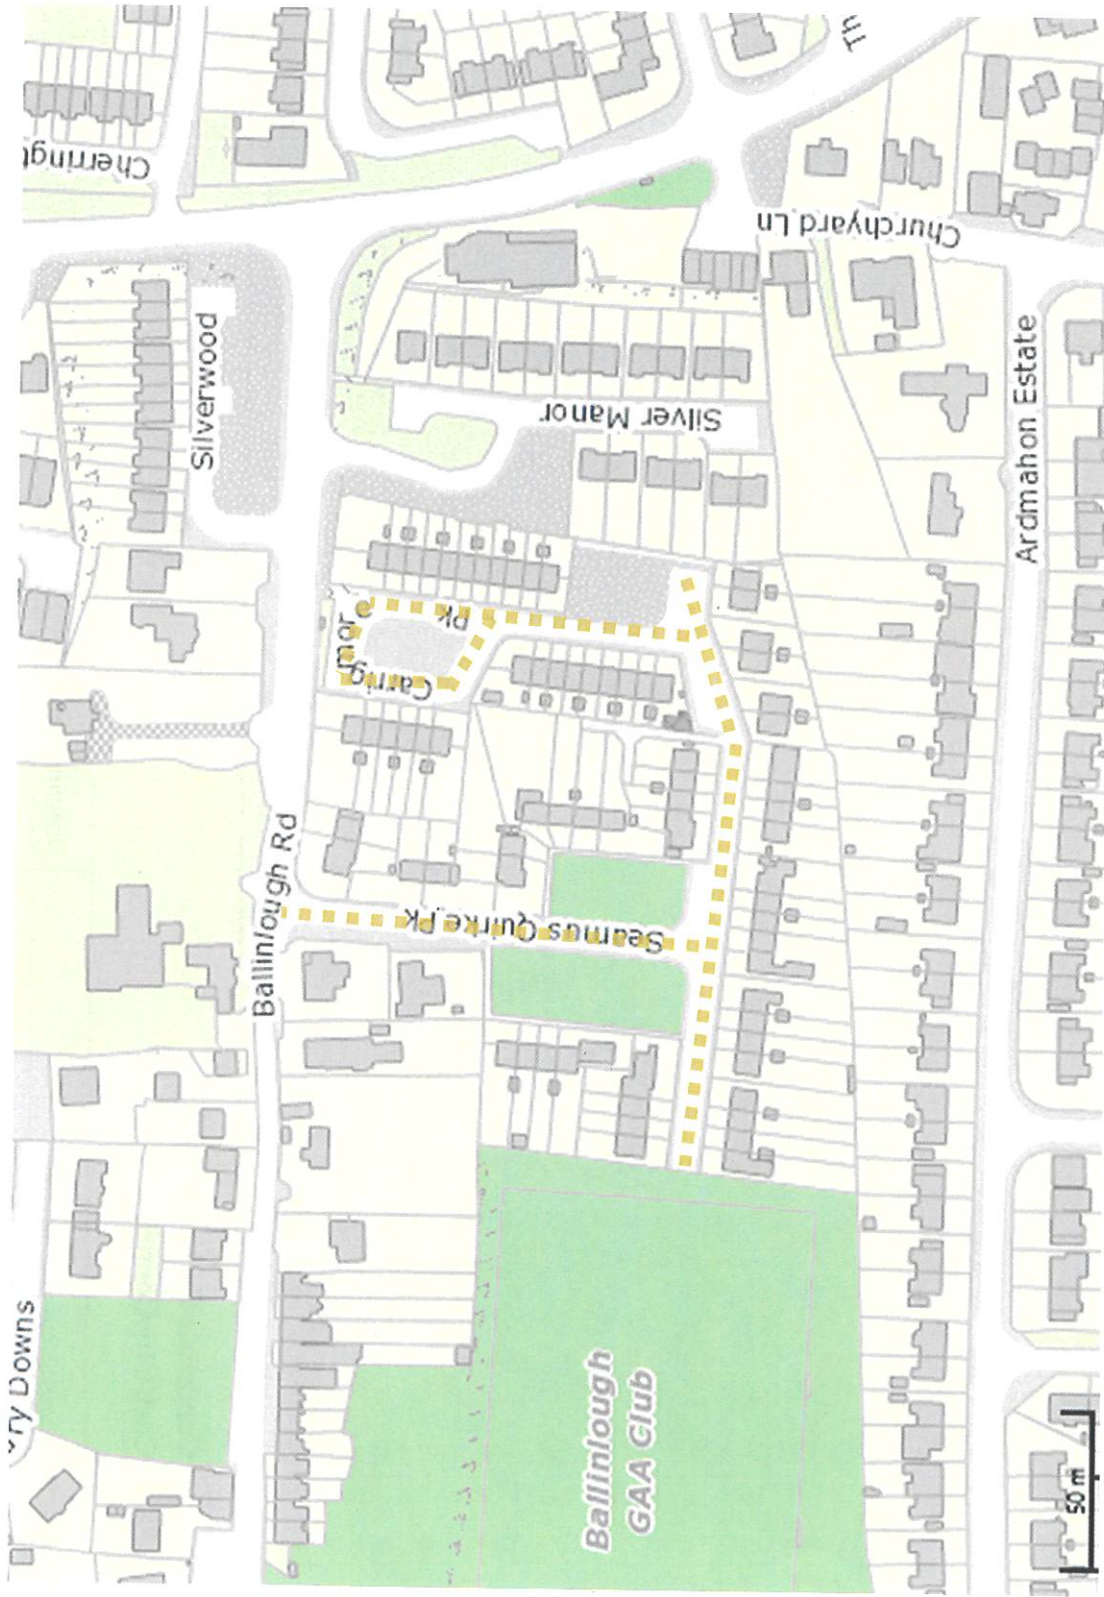 Cherringt
Silverwood
Churchyard Ln
Silver Manor
Ardmahon Estate
Carrigmore
Pk
Ballinlough Rd
Seamus Quirke Pk
ry Downs
Ballinlough
GAA Club
50 m